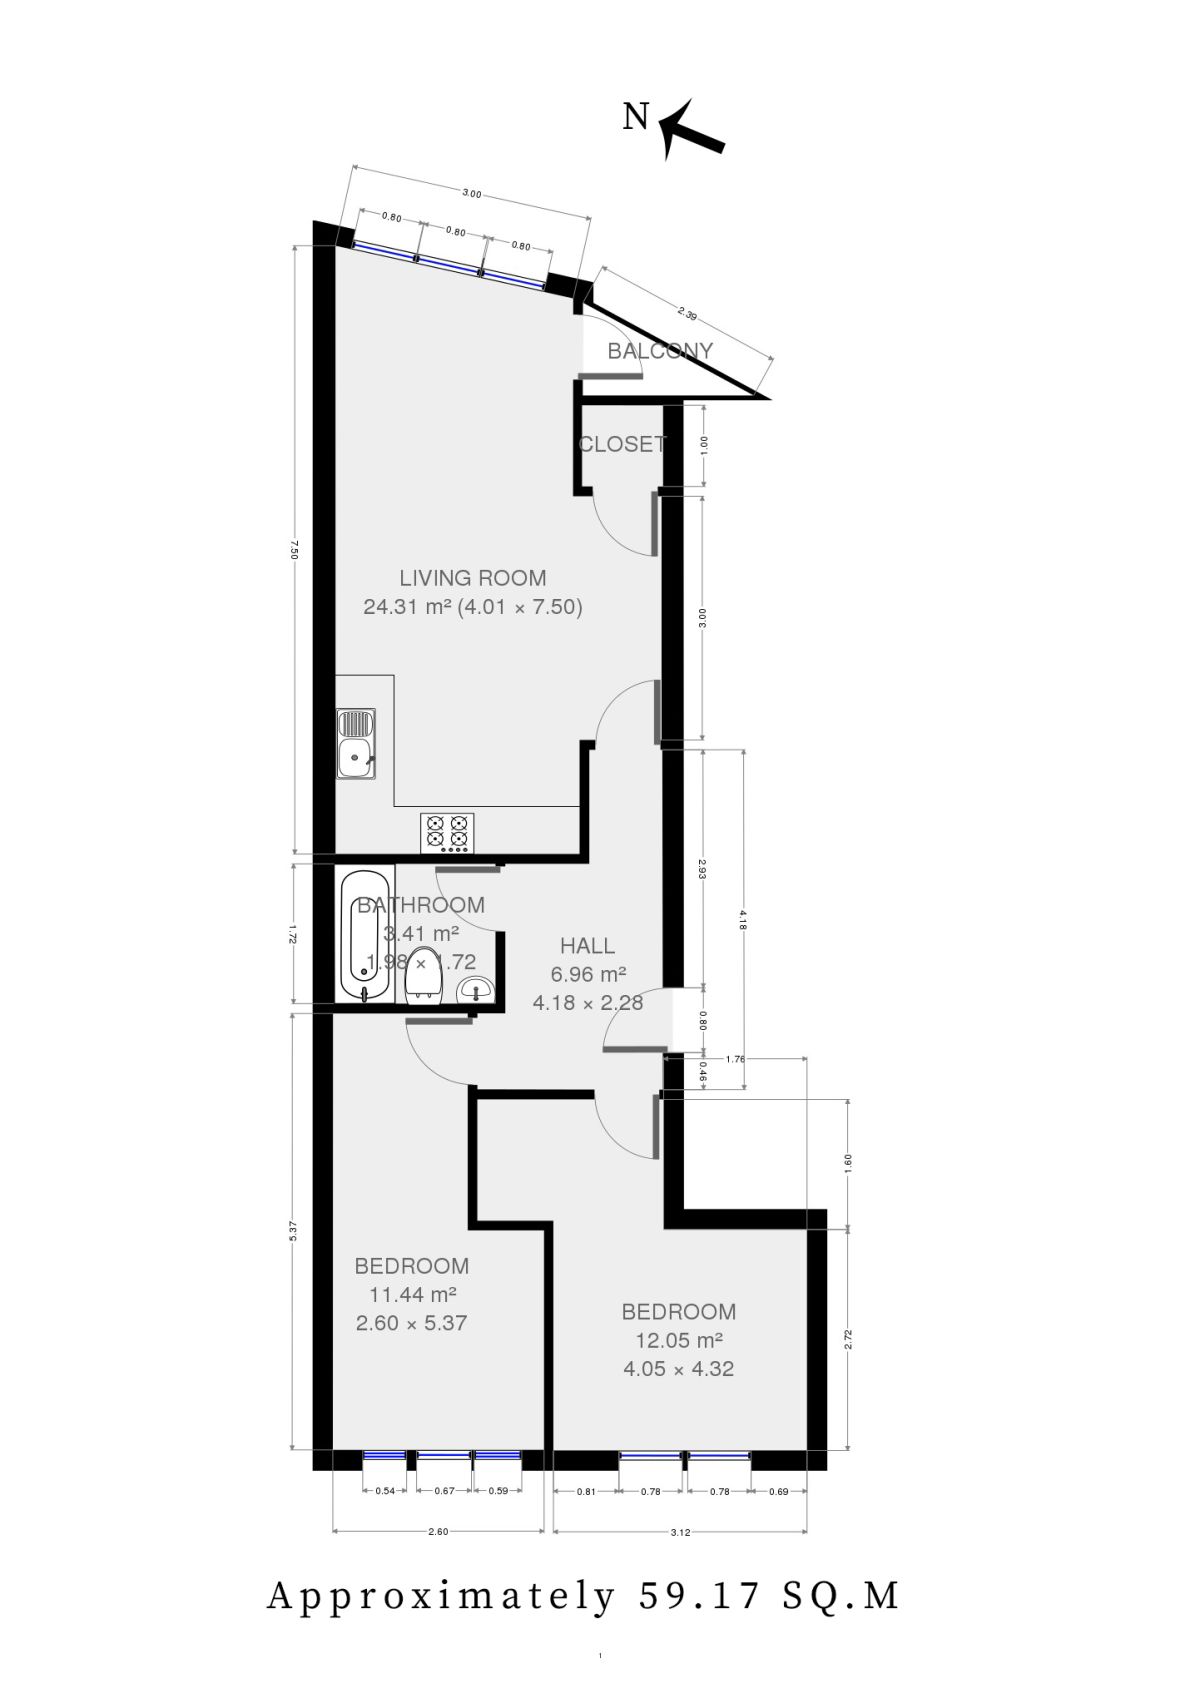 N
3.00
0.80
0.80
0.80
2.39
BALCONY
CLOSET
1.00
7.50
LIVING ROOM
24.31 m² (4.01 × 7.50)
3.00
2.93
4.18
BATHROOM
3.41 m²
1.98 × 1.72
1.72
HALL
6.96 m²
4.18 × 2.28
0.80
0.46
1.76
1.60
5.37
BEDROOM
11.44 m²
2.60 × 5.37
BEDROOM
12.05 m²
4.05 × 4.32
2.72
0.54 0.67 0.59 0.81 0.78 0.78 0.69
2.60 3.12
Approximately 59.17 SQ.M
1